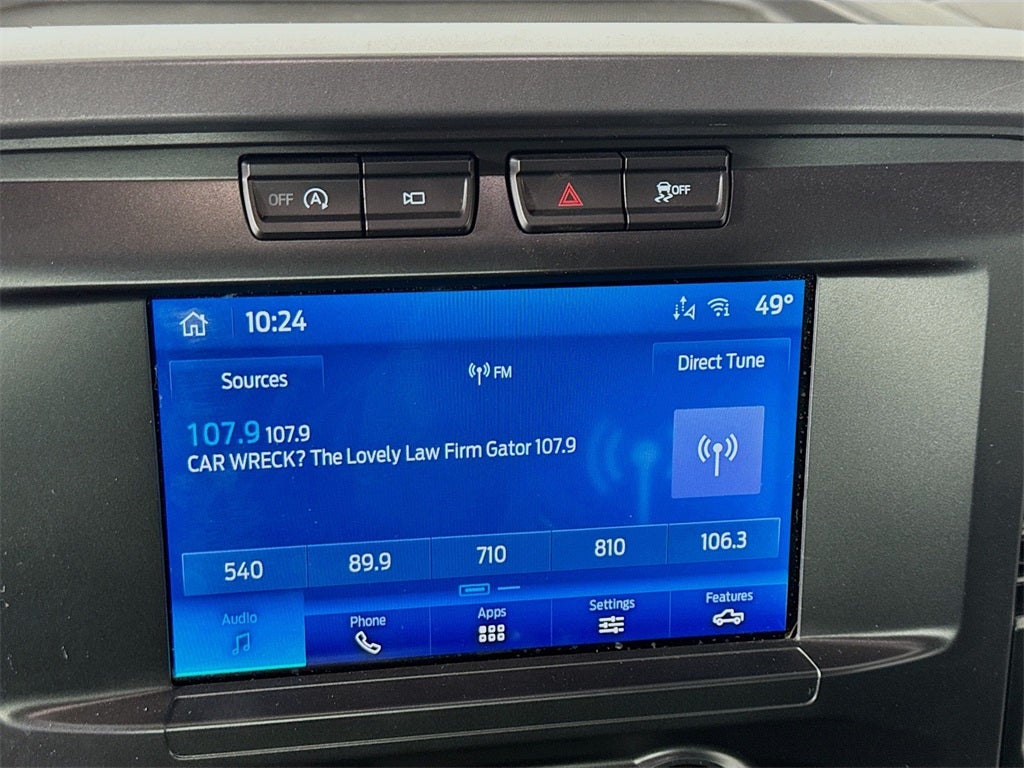 OFF A
OFF
10:24 49°
Sources FM Direct Tune
107.9 107.9
CAR WRECK? The Lovely Law Firm Gator 107.9
540 89.9 710 810 106.3
Audio Phone Apps Settings Features